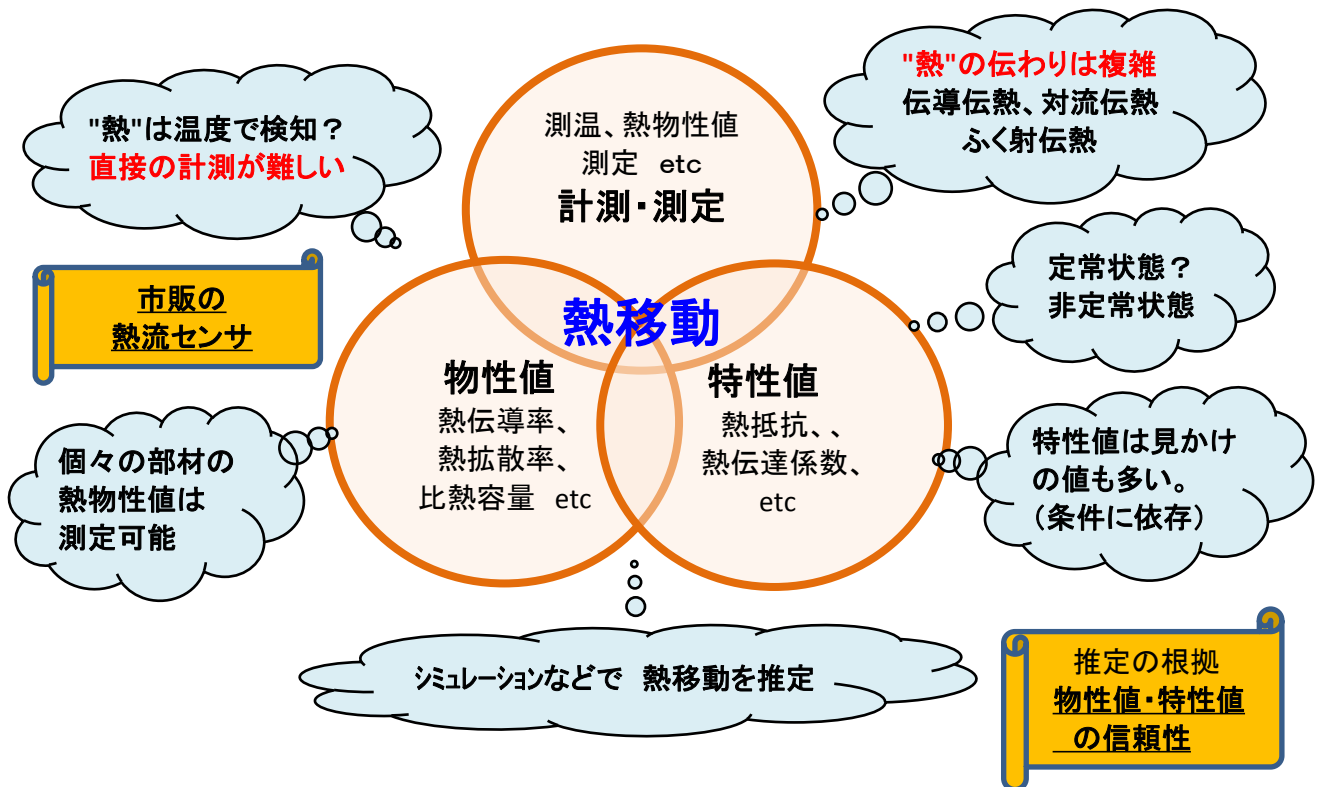 "熱"の伝わりは複雑
伝導伝熱、対流伝熱
ふく射伝熱
"熱"は温度で検知？
直接の計測が難しい
測温、熱物性値
測定　etc
計測・測定
定常状態？
非定常状態
市販の
熱流センサ
熱移動
物性値
熱伝導率、
熱拡散率、
比熱容量　etc
特性値
熱抵抗、、
熱伝達係数、
etc
個々の部材の
熱物性値は
測定可能
特性値は見かけ
の値も多い。
（条件に依存）
ｼﾐｭﾚｰｼｮﾝなどで　熱移動を推定
推定の根拠
物性値・特性値
の信頼性